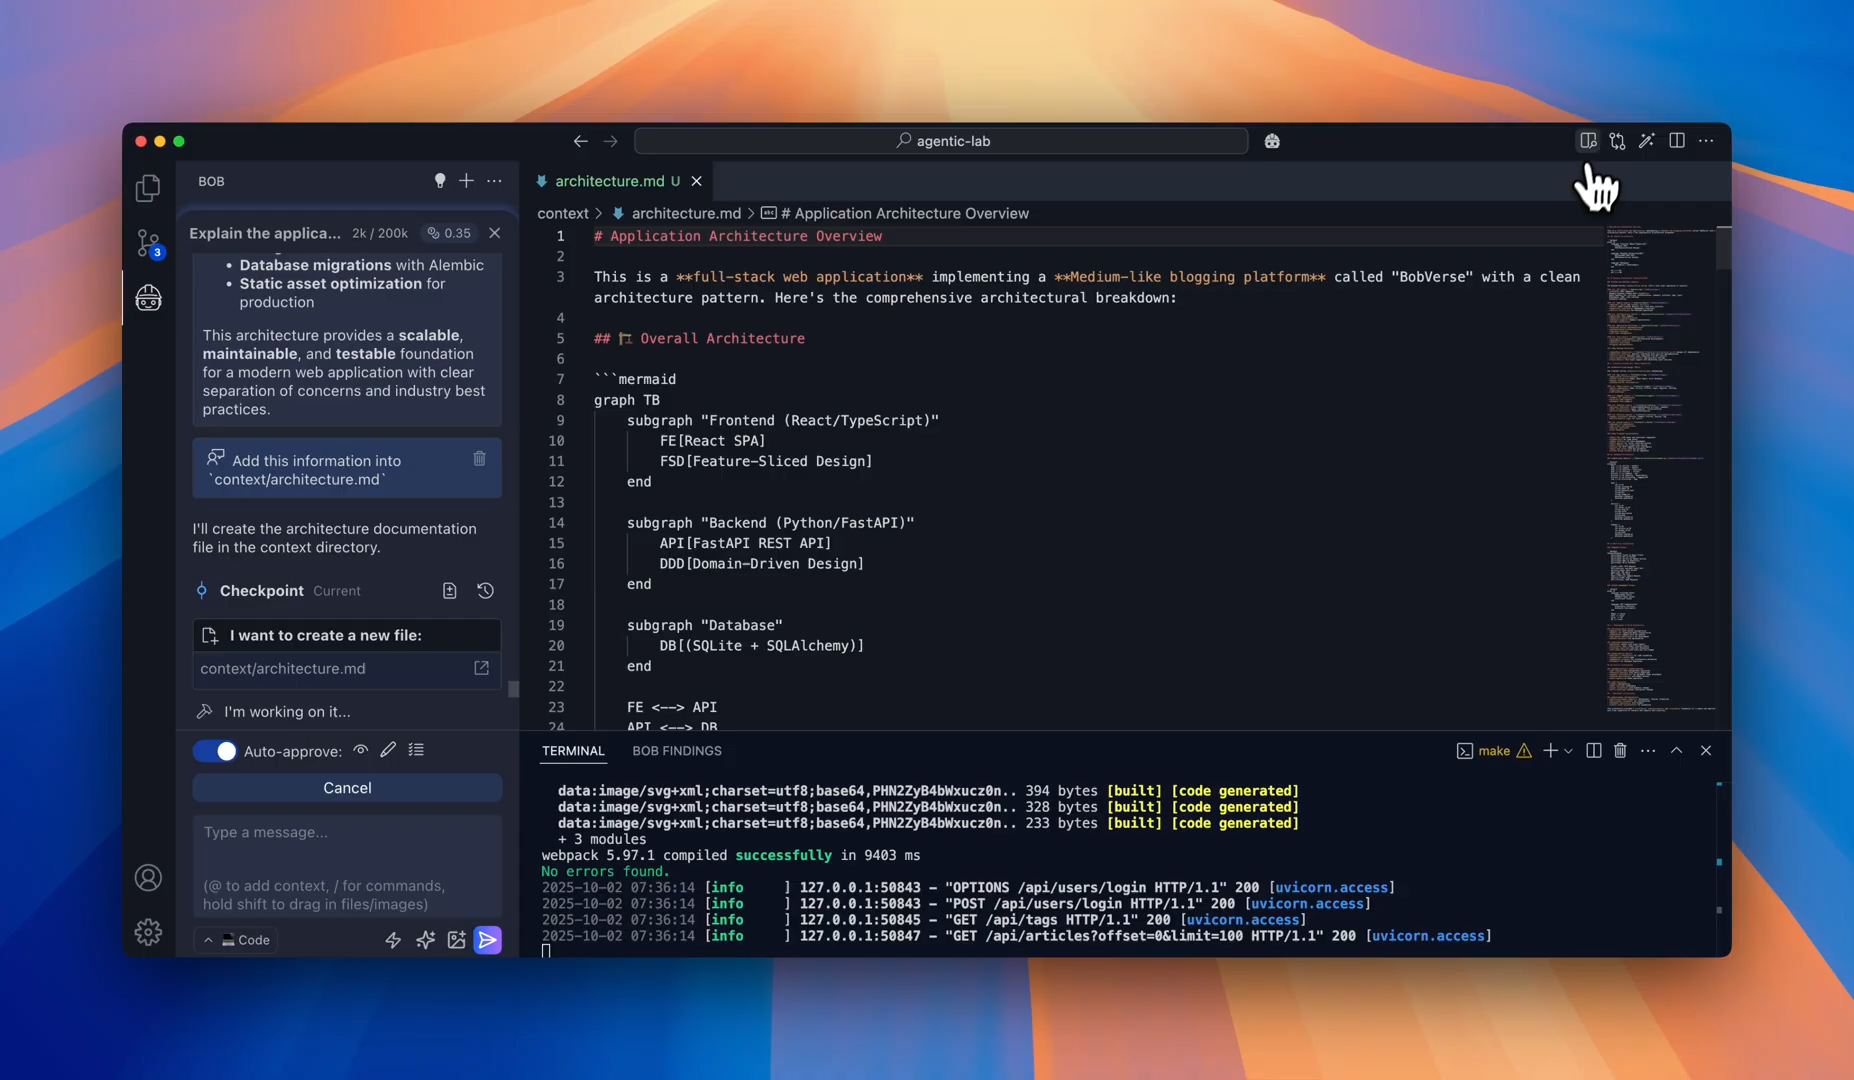 agentic-lab
BOB
Explain the applica... 2k / 200k 0.35
• Database migrations with Alembic
• Static asset optimization for
production
This architecture provides a scalable,
maintainable, and testable foundation
for a modern web application with clear
separation of concerns and industry best
practices.
Add this information into
`context/architecture.md`
I'll create the architecture documentation
file in the context directory.
Checkpoint Current
I want to create a new file:
context/architecture.md
I'm working on it...
Auto-approve:
Cancel
Type a message...
(@ to add context, / for commands,
hold shift to drag in files/images)
Code
3
architecture.md U
context > architecture.md > # Application Architecture Overview
1 # Application Architecture Overview
2
3 This is a **full-stack web application** implementing a **Medium-like blogging platform** called "BobVerse" with a clean
architecture pattern. Here's the comprehensive architectural breakdown:
4
5 ## 🏗️ Overall Architecture
6
7 ```mermaid
8 graph TB
9 subgraph "Frontend (React/TypeScript)"
10 FE[React SPA]
11 FSD[Feature-Sliced Design]
12 end
13
14 subgraph "Backend (Python/FastAPI)"
15 API[FastAPI REST API]
16 DDD[Domain-Driven Design]
17 end
18
19 subgraph "Database"
20 DB[(SQLite + SQLAlchemy)]
21 end
22
23 FE <--> API
24 API <--> DB
TERMINAL BOB FINDINGS
make
data:image/svg+xml;charset=utf8;base64,PHN2ZyB4bWxucz0n.. 394 bytes [built] [code generated]
data:image/svg+xml;charset=utf8;base64,PHN2ZyB4bWxucz0n.. 328 bytes [built] [code generated]
data:image/svg+xml;charset=utf8;base64,PHN2ZyB4bWxucz0n.. 233 bytes [built] [code generated]
+ 3 modules
webpack 5.97.1 compiled successfully in 9403 ms
No errors found.
2025-10-02 07:36:14 [info ] 127.0.0.1:50843 - "OPTIONS /api/users/login HTTP/1.1" 200 [uvicorn.access]
2025-10-02 07:36:14 [info ] 127.0.0.1:50843 - "POST /api/users/login HTTP/1.1" 200 [uvicorn.access]
2025-10-02 07:36:14 [info ] 127.0.0.1:50845 - "GET /api/tags HTTP/1.1" 200 [uvicorn.access]
2025-10-02 07:36:14 [info ] 127.0.0.1:50847 - "GET /api/articles?offset=0&limit=100 HTTP/1.1" 200 [uvicorn.access]